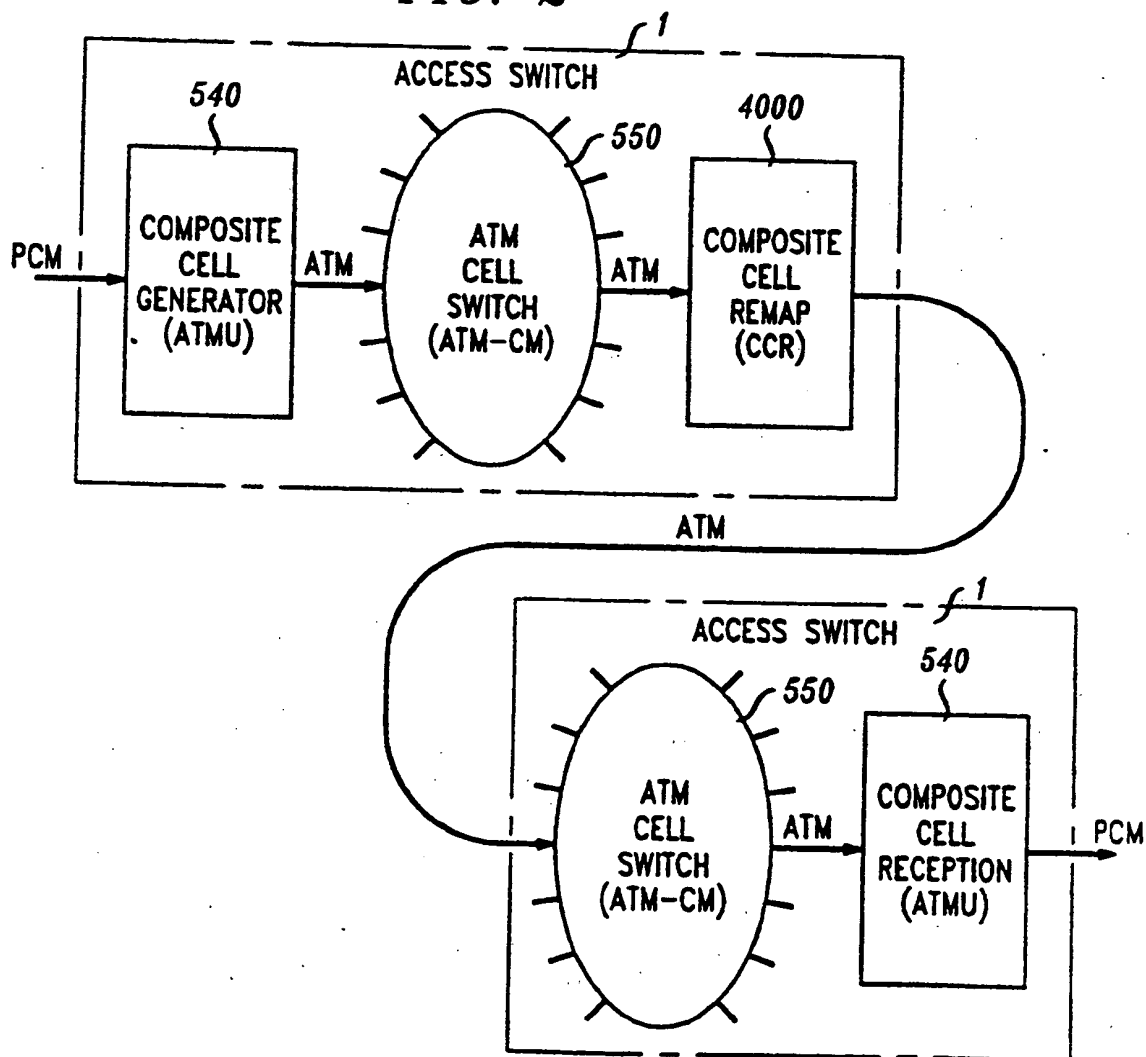 FIG. 2
1
ACCESS SWITCH
540
550
4000
PCM
COMPOSITE
CELL
GENERATOR
(ATMU)
ATM
ATM
CELL
SWITCH
(ATM-CM)
ATM
COMPOSITE
CELL
REMAP
(CCR)
ATM
1
ACCESS SWITCH
550
540
ATM
CELL
SWITCH
(ATM-CM)
ATM
COMPOSITE
CELL
RECEPTION
(ATMU)
PCM